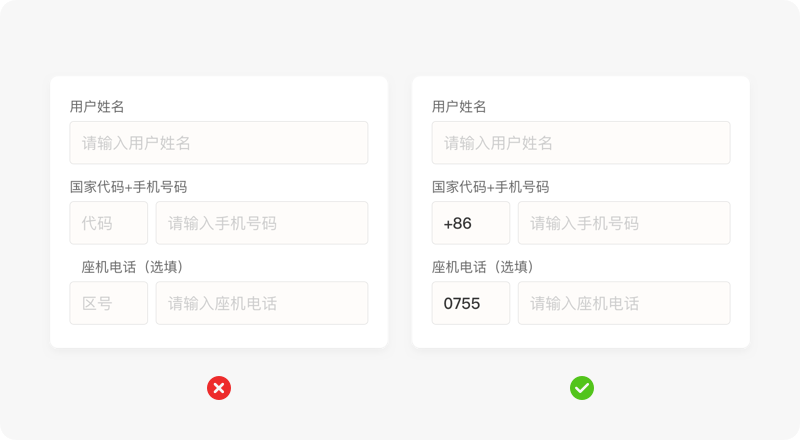 用户姓名
请输入用户姓名
国家代码+手机号码
代码 请输入手机号码
座机电话（选填）
区号 请输入座机电话
用户姓名
请输入用户姓名
国家代码+手机号码
+86 请输入手机号码
座机电话（选填）
0755 请输入座机电话